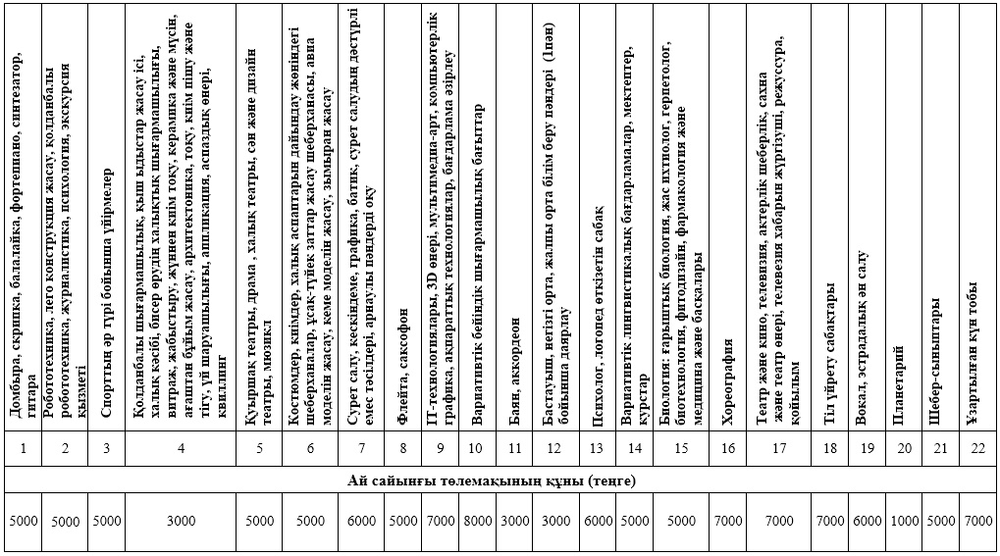 Домбыра, скрипка, балалайка, фортепиано, синтезатор,
гитара
Робототехника, лего конструкция жасау, қолданбалы
робототехника, журналистика, психология, экскурсия
қызметі
Спорттың әр түрі бойынша үйірмелер
Қолданбалы шығармашылық, қыш ыдыстар жасау ісі,
халық кәсібі, бисер өрудің халықтық шығармашылығы,
витраж, жабыстыру, жүннен киім тоқу, керамика және мүсін,
ағаштан бұйым жасау, архитектоника, тоқу, киім пішу және
тігу, үй шаруашылығы, аппликация, аспаздық өнері,
квиллинг
Қуыршақ театры, драма , халық театры, сән және дизайн
театры, мюзикл
Костюмдер, киімдер, халық аспаптарын дайындау жөніндегі
шеберханалар, ұсақ-түйек заттар жасау шеберханасы, авиа
моделін жасау, кеме моделін жасау, зымыран жасау
Сурет салу, кескіндеме, графика, батик, сурет салудың дәстүрлі
емес тәсілдері, арнаулы пәндерді оқу
Флейта, саксофон
IT-технологиялары, 3D өнері, мультимедиа-арт, компьютерлік
графика, ақпараттық технологиялар, бағдарлама әзірлеу
Вариативтік бейіндік шығармашылық бағыттар
Баян, аккордеон
Бастауыш, негізгі орта, жалпы орта білім беру пәндері (1пән)
бойынша даярлау
Психолог, логопед өткізетін сабақ
Вариативтік лингвистикалық бағдарламалар, мектептер,
курстар
Биология: ғарыштық биология, жас ихтиолог, герпетолог,
биотехнология, фитодизайн, фармакология және
медицина және басқалары
Хореография
Театр және кино, телевизия, актерлік шеберлік, сахна
және театр өнері, телевезия хабарын жүргізуші, режуссура,
қойылым
Тіл үйрету сабақтары
Вокал, эстрадалық ән салу
Планетарий
Шебер-сыныптары
Ұзартылған күн тобы
1 2 3 4 5 6 7 8 9 10 11 12 13 14 15 16 17 18 19 20 21 22
Ай сайынғы төлемақының құны (теңге)
5000 5000 5000 3000 5000 5000 6000 5000 7000 8000 3000 3000 6000 5000 5000 7000 7000 7000 6000 1000 5000 7000